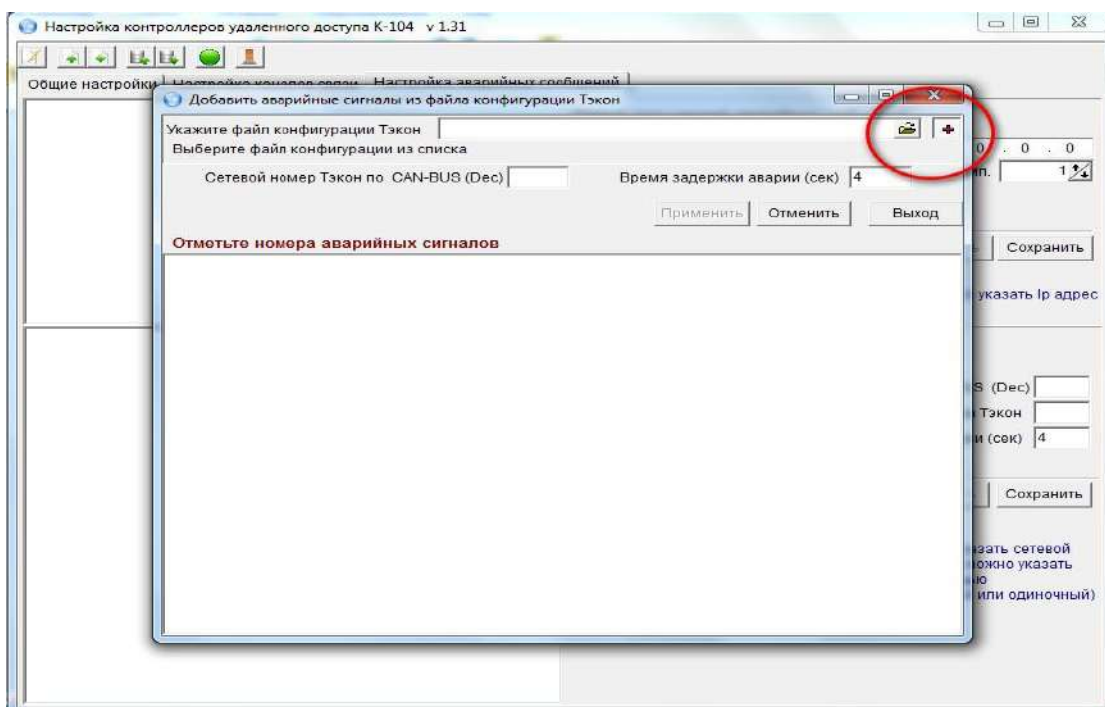 Настройка контроллеров удаленного доступа К-104 v 1.31
Общие настройки Настройка каналов связи Настройка аварийных сообщений
Добавить аварийные сигналы из файла конфигурации Тэкон
Укажите файл конфигурации Тэкон
Выберите файл конфигурации из списка
0 . 0 . 0
Сетевой номер Тэкон по CAN-BUS (Dec) Время задержки аварии (сек) 4
1
Применить Отменить Выход
Отметьте номера аварийных сигналов
Сохранить
указать Ip адрес
S (Dec)
Тэкон
и (сек) 4
Сохранить
зать сетевой
ожно указать
ю
или одиночный)